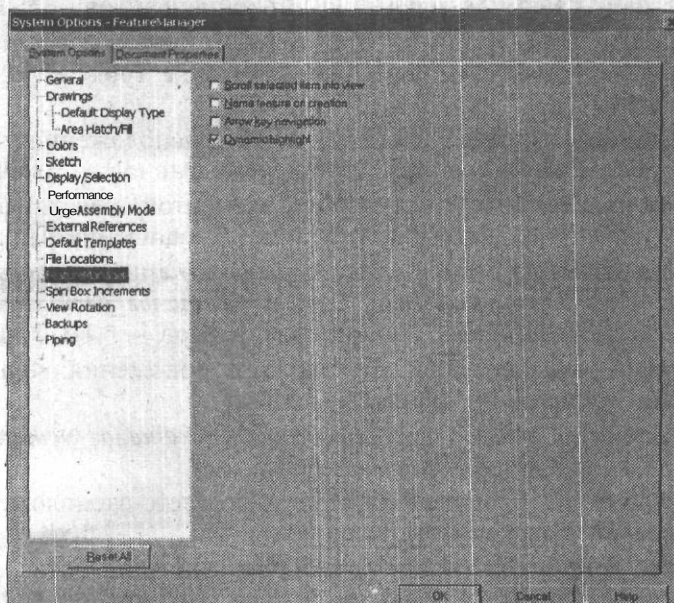 System Options - FeatureManager
System Options Document Properties
General
Drawings
Default Display Type
Area Hatch/Fill
Colors
Sketch
Display/Selection
Performance
Urge Assembly Mode
External References
Default Templates
File Locations
Spin Box Increments
View Rotation
Backups
Piping
Scroll selected item into view
Name feature on creation
Arrow key navigation
Dynamic highlight
Reset All
OK Cancel Help